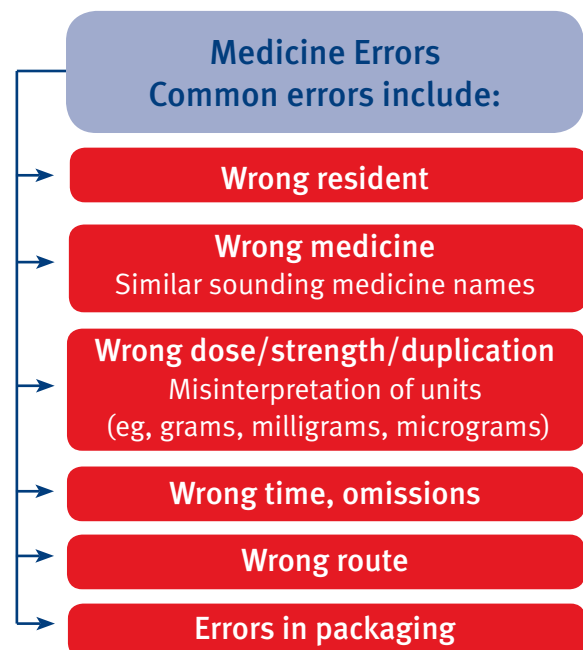 Medicine Errors
Common errors include:
Wrong resident
Wrong medicine
Similar sounding medicine names
Wrong dose/strength/duplication
Misinterpretation of units
(eg, grams, milligrams, micrograms)
Wrong time, omissions
Wrong route
Errors in packaging